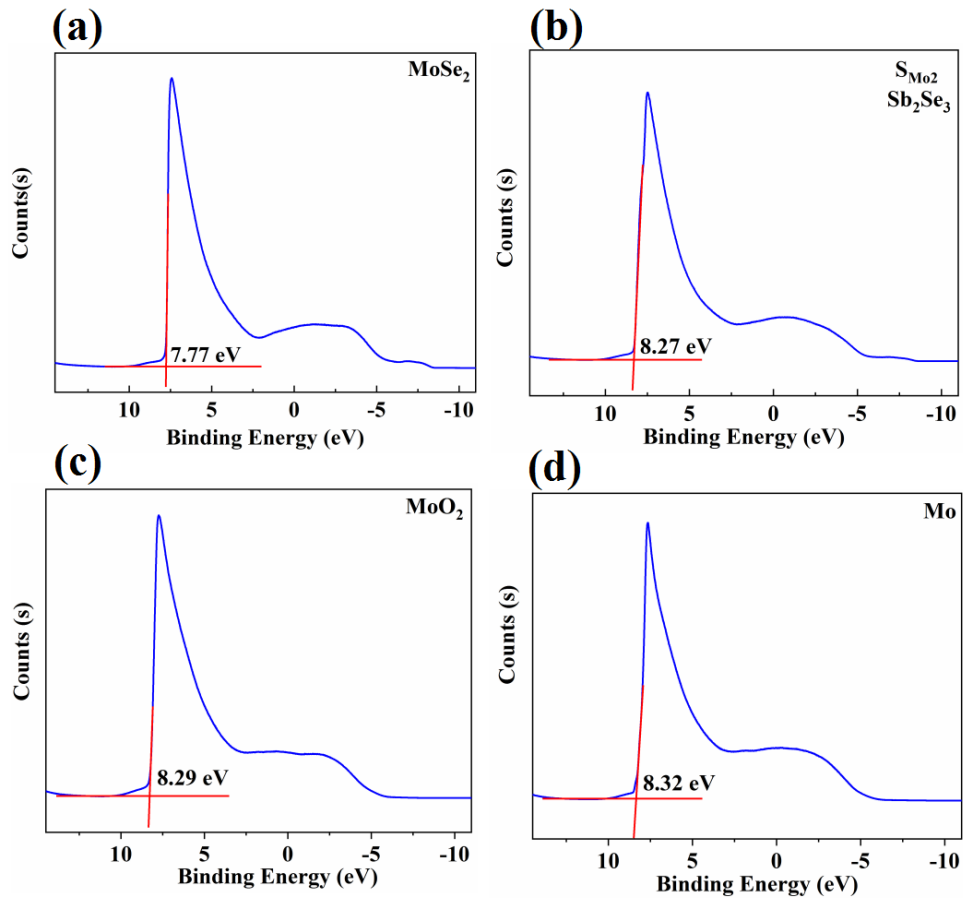 (a)
MoSe2
Counts(s)
7.77 eV
10 5 0 -5 -10
Binding Energy (eV)
(b)
SMo2
Sb2Se3
Counts (s)
8.27 eV
10 5 0 -5 -10
Binding Energy (eV)
(c)
MoO2
Counts (s)
8.29 eV
10 5 0 -5 -10
Binding Energy (eV)
(d)
Mo
Counts (s)
8.32 eV
10 5 0 -5 -10
Binding Energy (eV)